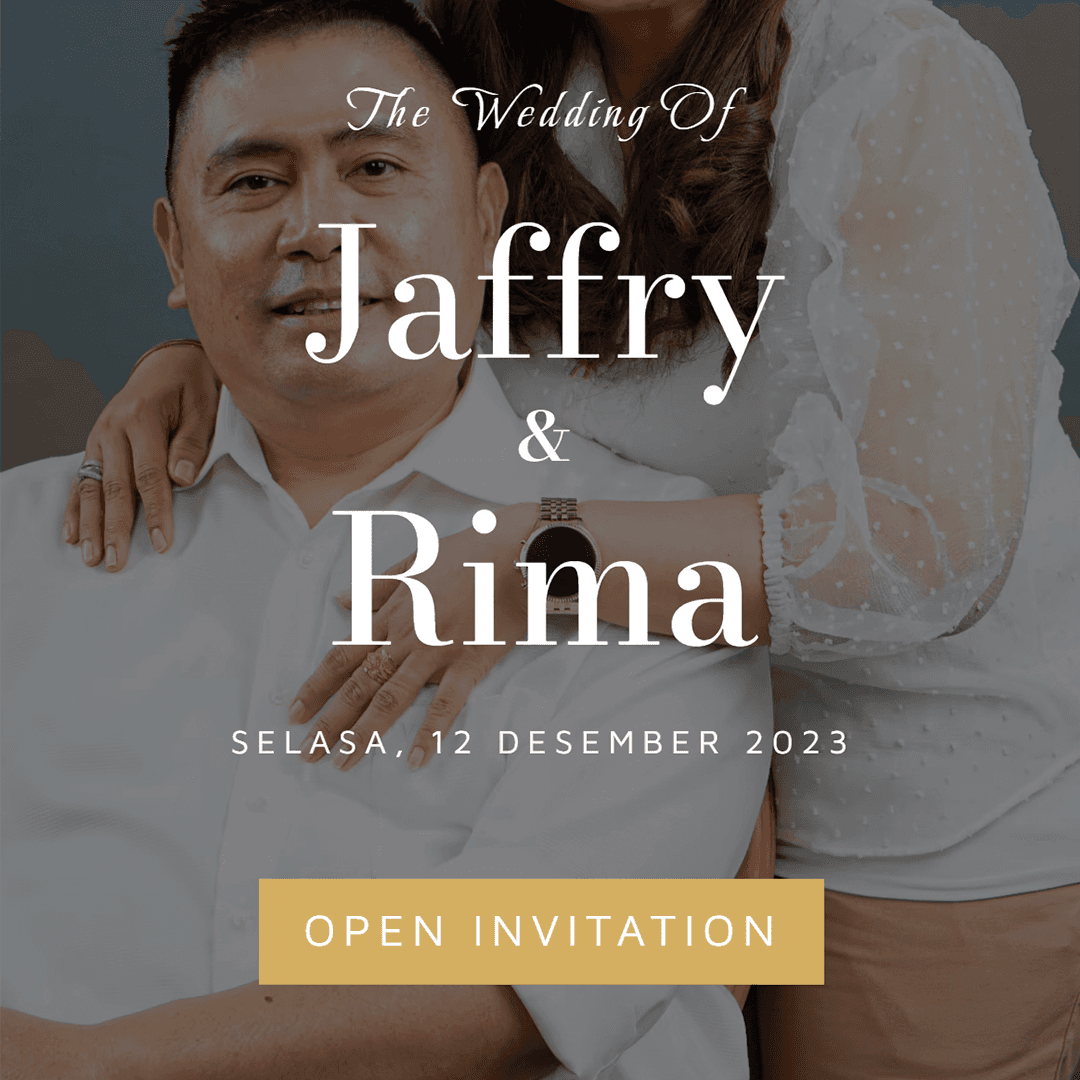 The Wedding Of
Jaffry
&
Rima
SELASA, 12 DESEMBER 2023
OPEN INVITATION